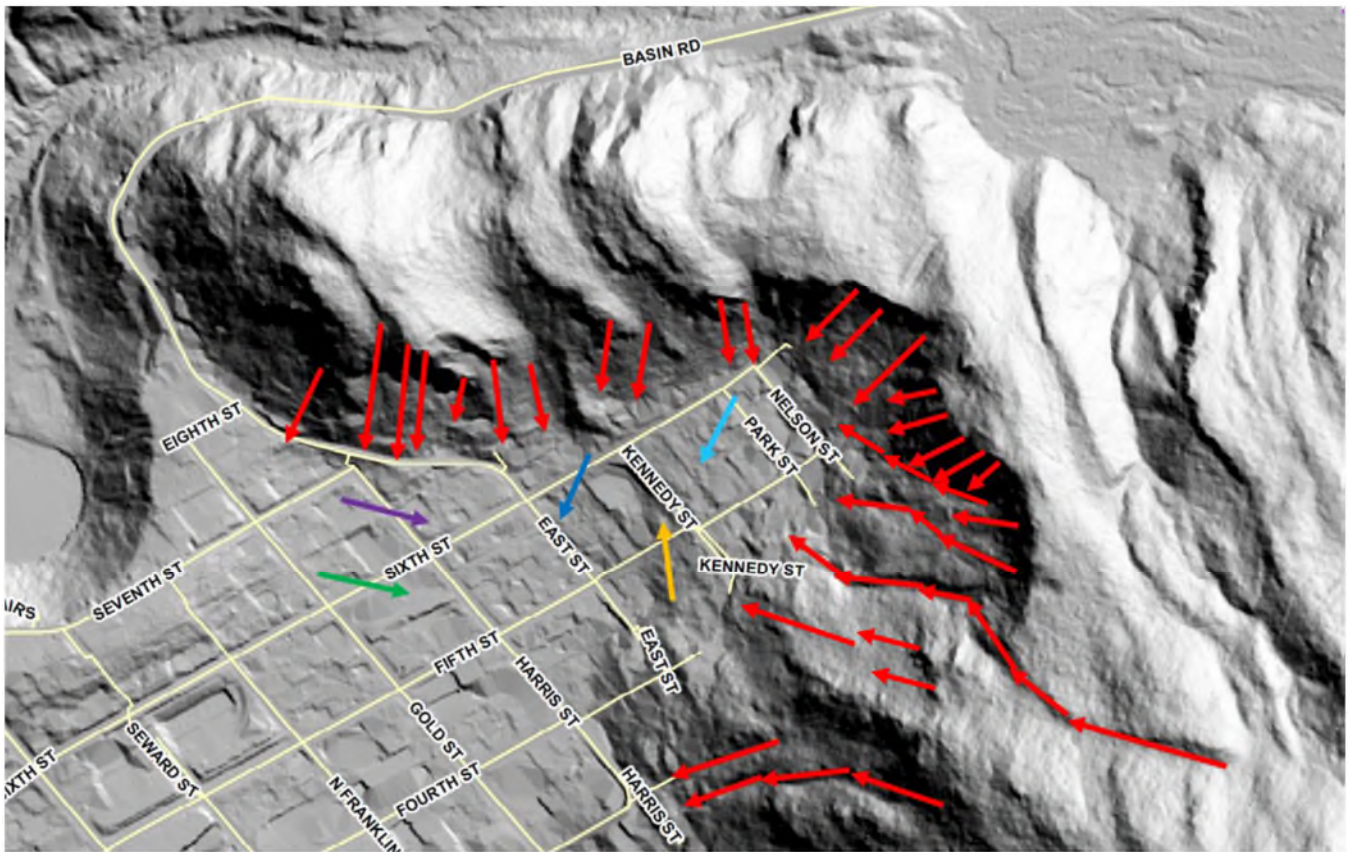 BASIN RD
EIGHTH ST
NELSON ST
PARK ST
KENNEDY ST
SIXTH ST
EAST ST
KENNEDY ST
SEVENTH ST
AIRS
FIFTH ST
EAST ST
HARRIS ST
GOLD ST
SEWARD ST
IXTH ST
N FRANKLIN
FOURTH ST
HARRIS ST